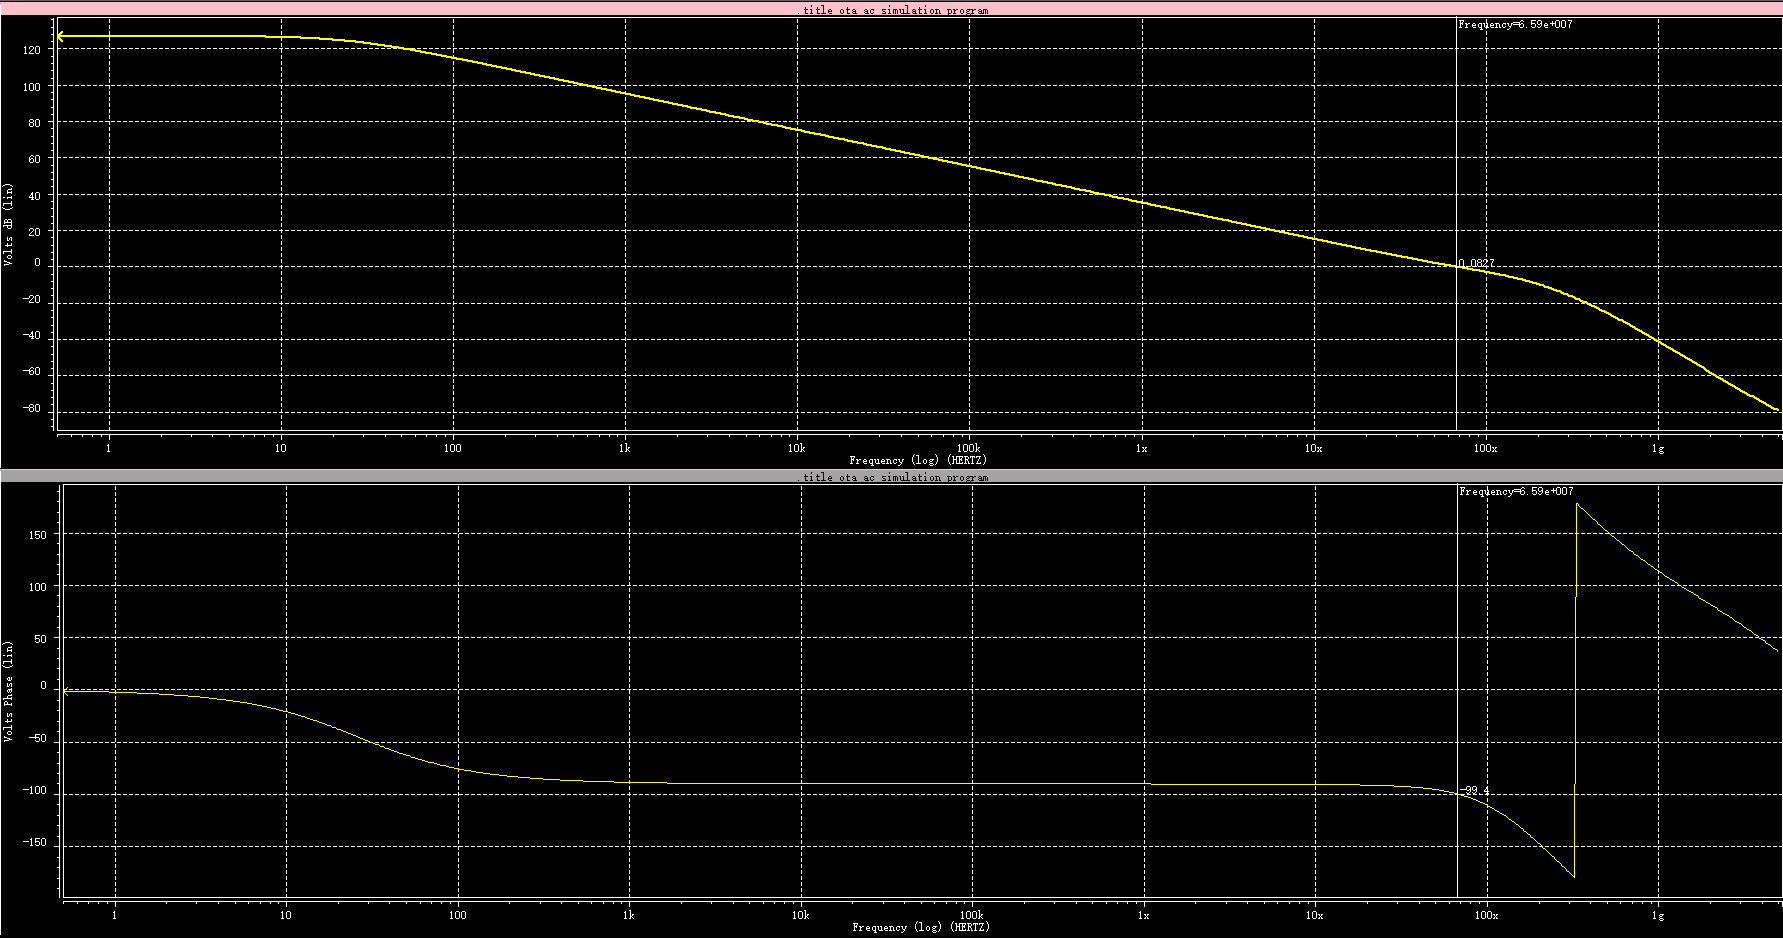 .title ota ac simulation program
Frequency=6.59e+007
120
100
80
60
40
20
0
-20
-40
-60
-80
Volts dB (lin)
0.0827
1 10 100 1k 10k 100k 1x 10x 100x 1g
Frequency (log) (HERTZ)
.title ota ac simulation program
Frequency=6.59e+007
150
100
50
0
-50
-100
-150
Volts Phase (lin)
-99.4
1 10 100 1k 10k 100k 1x 10x 100x 1g
Frequency (log) (HERTZ)